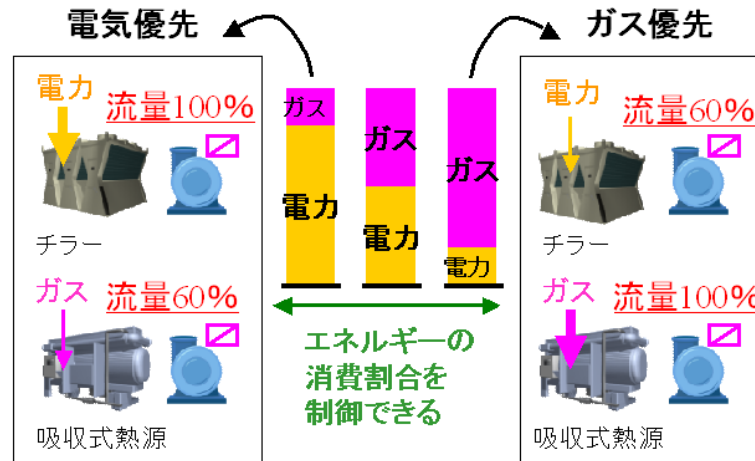 電気優先
ガス優先
電力
流量100%
チラー
ガス
流量60%
吸収式熱源
ガス
電力
ガス
電力
ガス
電力
エネルギーの
消費割合を
制御できる
電力
流量60%
チラー
ガス
流量100%
吸収式熱源